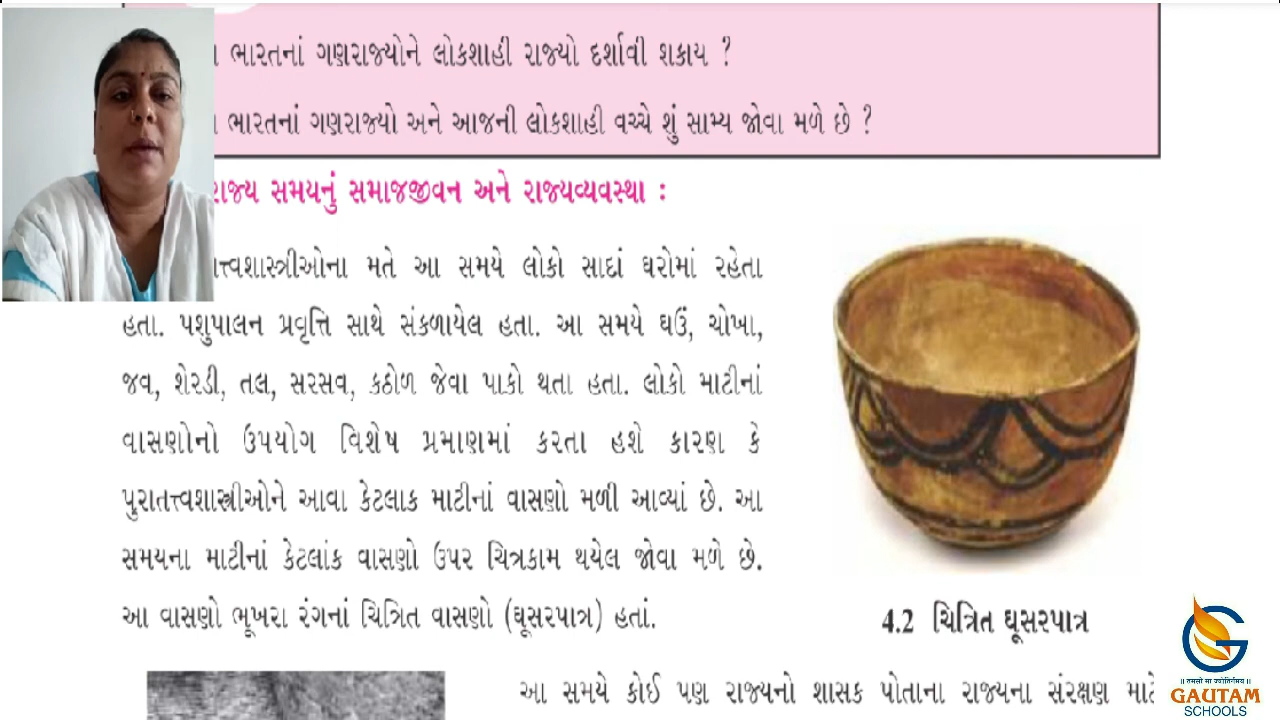 ભારતનાં ગણરાજ્યોને લોકશાહી રાજ્યો દર્શાવી શકાય ?
ભારતનાં ગણરાજ્યો અને આજની લોકશાહી વચ્ચે શું સામ્ય જોવા મળે છે ?
રાજ્ય સમયનું સમાજજીવન અને રાજ્યવ્યવસ્થા :
ત્ત્વશાસ્ત્રીઓના મતે આ સમયે લોકો સાદાં ઘરોમાં રહેતા
હતા. પશુપાલન પ્રવૃત્તિ સાથે સંકળાયેલ હતા. આ સમયે ઘઉં, ચોખા,
જવ, શેરડી, તલ, સરસવ, કઠોળ જેવા પાકો થતા હતા. લોકો માટીનાં
વાસણોનો ઉપયોગ વિશેષ પ્રમાણમાં કરતા હશે કારણ કે
પુરાતત્ત્વશાસ્ત્રીઓને આવા કેટલાક માટીનાં વાસણો મળી આવ્યાં છે. આ
સમયના માટીનાં કેટલાંક વાસણો ઉપર ચિત્રકામ થયેલ જોવા મળે છે.
આ વાસણો ભૂખરા રંગનાં ચિત્રિત વાસણો (ઘૂસરપાત્ર) હતાં.
4.2 ચિત્રિત ઘૂસરપાત્ર
આ સમયે કોઈ પણ રાજ્યનો શાસક પોતાના રાજ્યના સંરક્ષણ માટે
॥ तमसो मा ज्योतिर्गमय ॥
GAUTAM
SCHOOLS